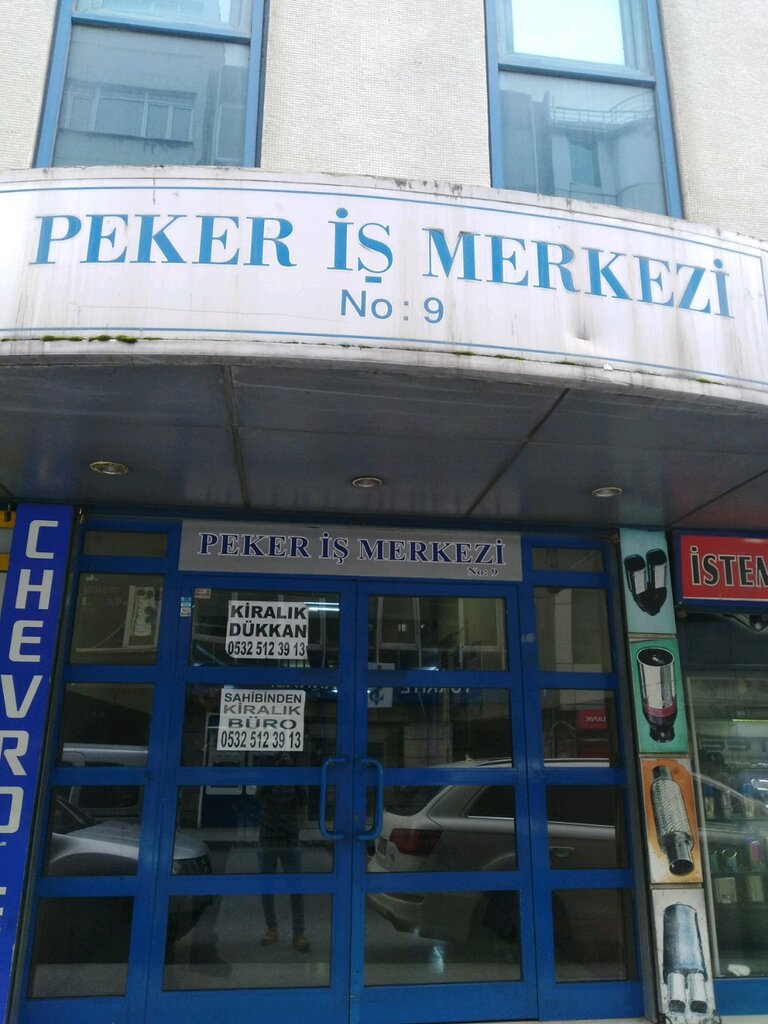 PEKER İŞ MERKEZİ
No : 9
PEKER İŞ MERKEZİ
No: 9
KİRALIK
DÜKKAN
0532 512 39 13
SAHİBİNDEN
KİRALIK
BÜRO
0532 512 39 13
CHEVRO
İSTEM